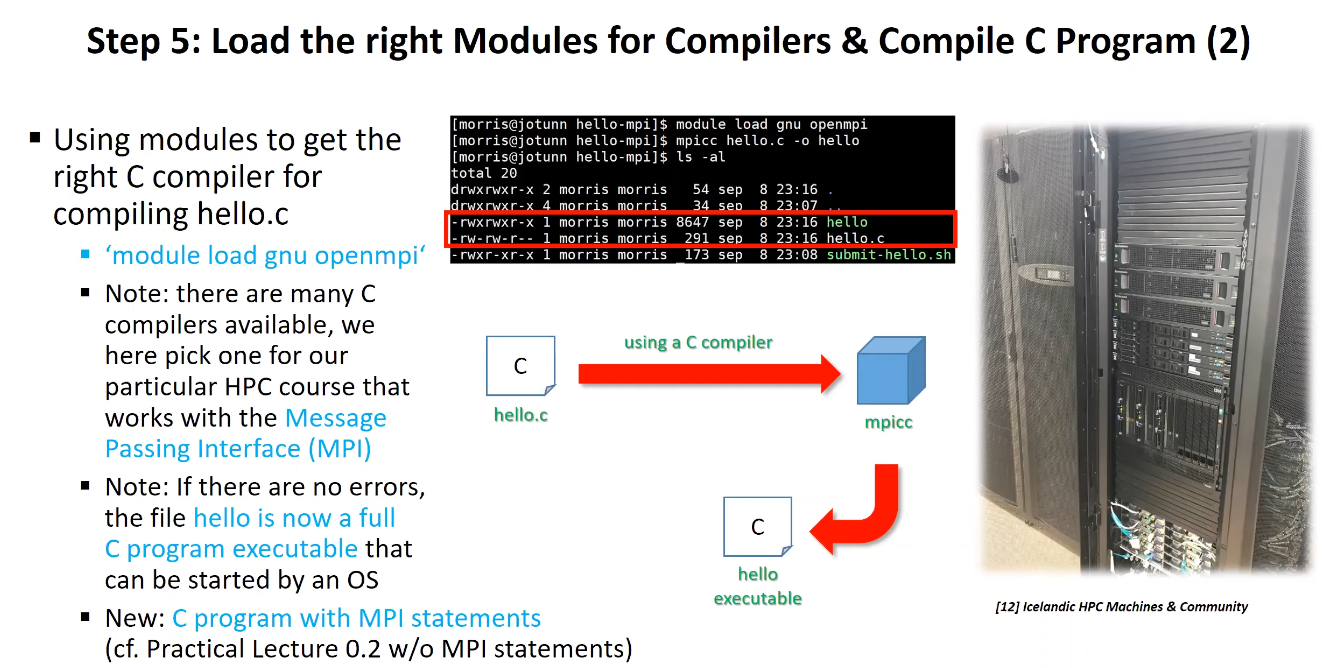 Step 5: Load the right Modules for Compilers & Compile C Program (2)
▪ Using modules to get the
right C compiler for
compiling hello.c
▪ ‘module load gnu openmpi‘
▪ Note: there are many C
compilers available, we
here pick one for our
particular HPC course that
works with the Message
Passing Interface (MPI)
▪ Note: If there are no errors,
the file hello is now a full
C program executable that
can be started by an OS
▪ New: C program with MPI statements
(cf. Practical Lecture 0.2 w/o MPI statements)
[morris@jotunn hello-mpi]$ module load gnu openmpi
[morris@jotunn hello-mpi]$ mpicc hello.c -o hello
[morris@jotunn hello-mpi]$ ls -al
total 20
drwxrwxr-x 2 morris morris   54 sep  8 23:16 .
drwxrwxr-x 4 morris morris   34 sep  8 23:07 ..
-rwxrwxr-x 1 morris morris 8647 sep  8 23:16 hello
-rw-rw-r-- 1 morris morris  291 sep  8 23:16 hello.c
-rwxr-xr-x 1 morris morris  173 sep  8 23:08 submit-hello.sh
C
hello.c
using a C compiler
mpicc
C
hello
executable
[12] Icelandic HPC Machines & Community